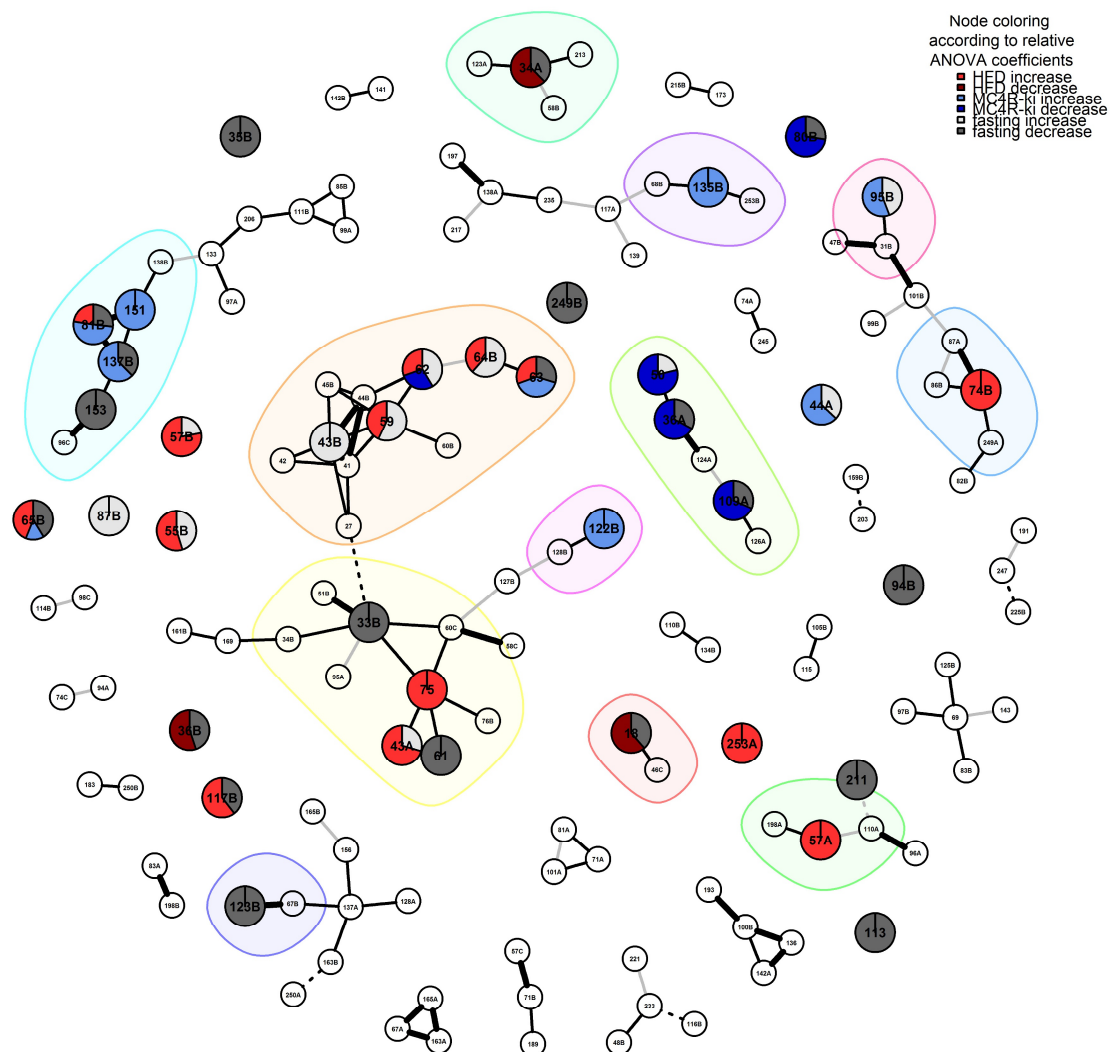 Node coloring
according to relative
ANOVA coefficients
HFD increase
HFD decrease
MC4R-ki increase
MC4R-ki decrease
fasting increase
fasting decrease
123A
34A
213
58B
142B
141
215B
173
35B
80B
197
138A
217
235
117A
139
68B
135B
253B
95B
47B
31B
101B
99B
87A
86B
74B
249A
82B
85B
111B
99A
206
133
97A
138B
151
81B
137B
153
96C
249B
74A
245
62
64B
63
45B
44B
59
43B
42
41
60B
27
50
36A
124A
109A
126A
44A
57B
65B
87B
55B
159B
203
191
247
225B
94B
122B
128B
127B
51B
33B
60C
58C
34B
169
161B
95A
75
76B
43A
61
114B
98C
74C
94A
110B
134B
105B
115
125B
97B
69
143
83B
36B
18
46C
253A
183
250B
117B
211
198A
57A
110A
96A
165B
156
81A
71A
101A
83A
198B
123B
67B
137A
128A
163B
250A
193
100B
136
142A
113
57C
71B
189
221
222
116B
48B
165A
67A
163A